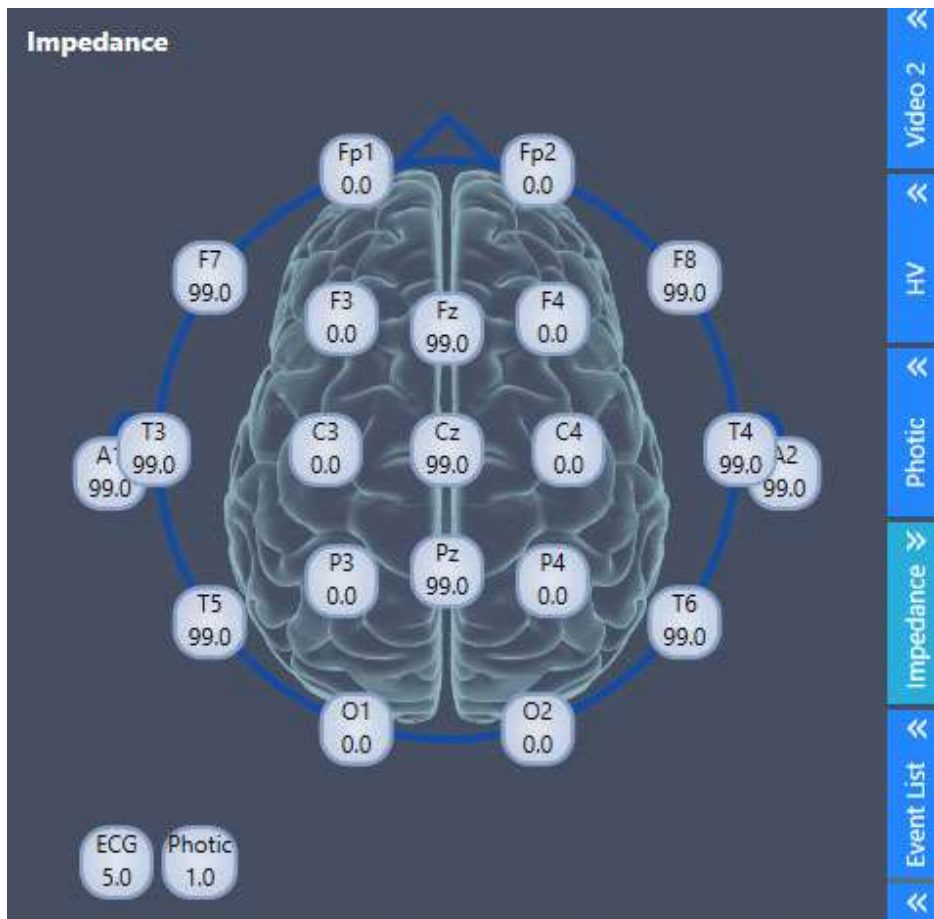 Impedance
Fp1
0.0
Fp2
0.0
F7
99.0
F8
99.0
F3
0.0
Fz
99.0
F4
0.0
A1
99.0
T3
99.0
C3
0.0
Cz
99.0
C4
0.0
T4
99.0
A2
99.0
P3
0.0
Pz
99.0
P4
0.0
T5
99.0
T6
99.0
O1
0.0
O2
0.0
ECG
5.0
Photic
1.0
Video 2
HV
Photic
Impedance
Event List